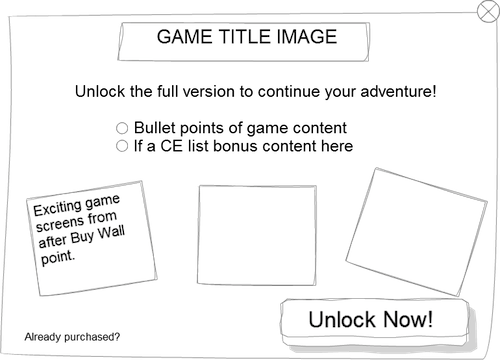 GAME TITLE IMAGE
Unlock the full version to continue your adventure!
Bullet points of game content
If a CE list bonus content here
Exciting game
screens from
after Buy Wall
point.
Unlock Now!
Already purchased?